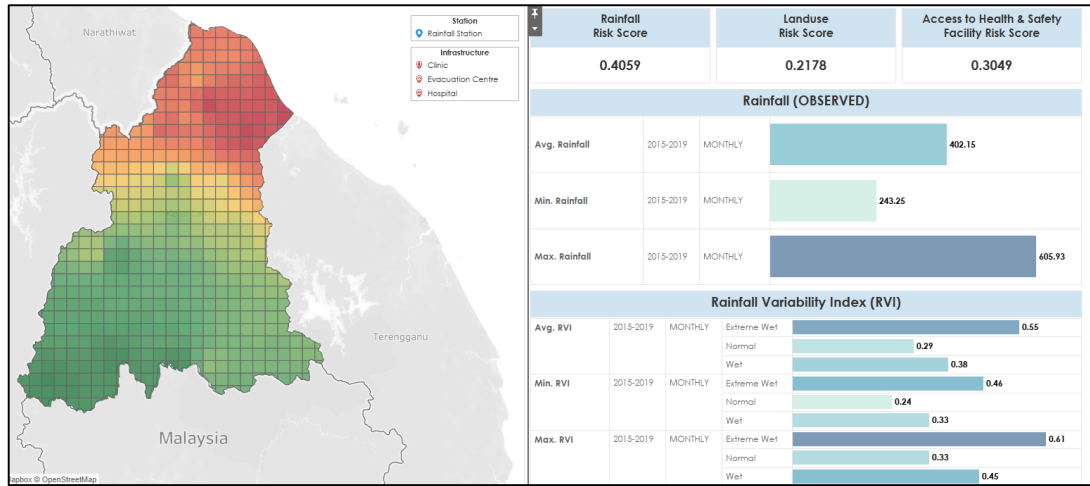 Narathiwat
Station
Rainfall Station
Infrastructure
Clinic
Evacuation Centre
Hospital
Terengganu
Malaysia
apbox © OpenStreetMap
Rainfall
Risk Score
Landuse
Risk Score
Access to Health & Safety
Facility Risk Score
0.4059
0.2178
0.3049
Rainfall (OBSERVED)
Avg. Rainfall 2015-2019 MONTHLY 402.15
Min. Rainfall 2015-2019 MONTHLY 243.25
Max. Rainfall 2015-2019 MONTHLY 605.93
Rainfall Variability Index (RVI)
Avg. RVI 2015-2019 MONTHLY Extreme Wet 0.55
Normal 0.29
Wet 0.38
Min. RVI 2015-2019 MONTHLY Extreme Wet 0.46
Normal 0.24
Wet 0.33
Max. RVI 2015-2019 MONTHLY Extreme Wet 0.61
Normal 0.33
Wet 0.45